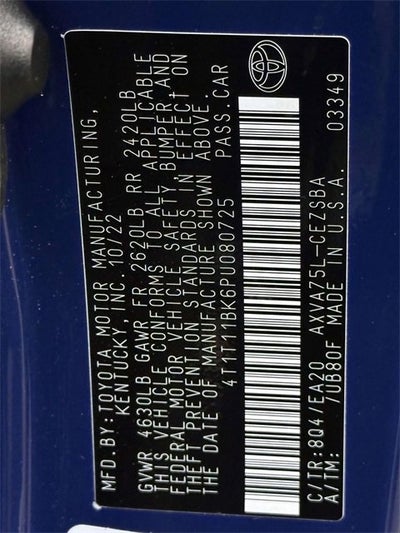 MFD.BY: TOYOTA MOTOR MANUFACTURING,
KENTUCKY, INC. 10/22
GVWR 4630LB GAWR FR 2620LB RR 2420LB
THIS VEHICLE CONFORMS TO ALL APPLICABLE
FEDERAL MOTOR VEHICLE SAFETY, BUMPER AND
THEFT PREVENTION STANDARDS IN EFFECT ON
THE DATE OF MANUFACTURE SHOWN ABOVE.
4T1T11BK6PU080725 PASS.CAR
C/TR:8Q4/EA20 AXVA75L-CEZSBA
A/TM: /UB80F MADE IN U.S.A. 03349